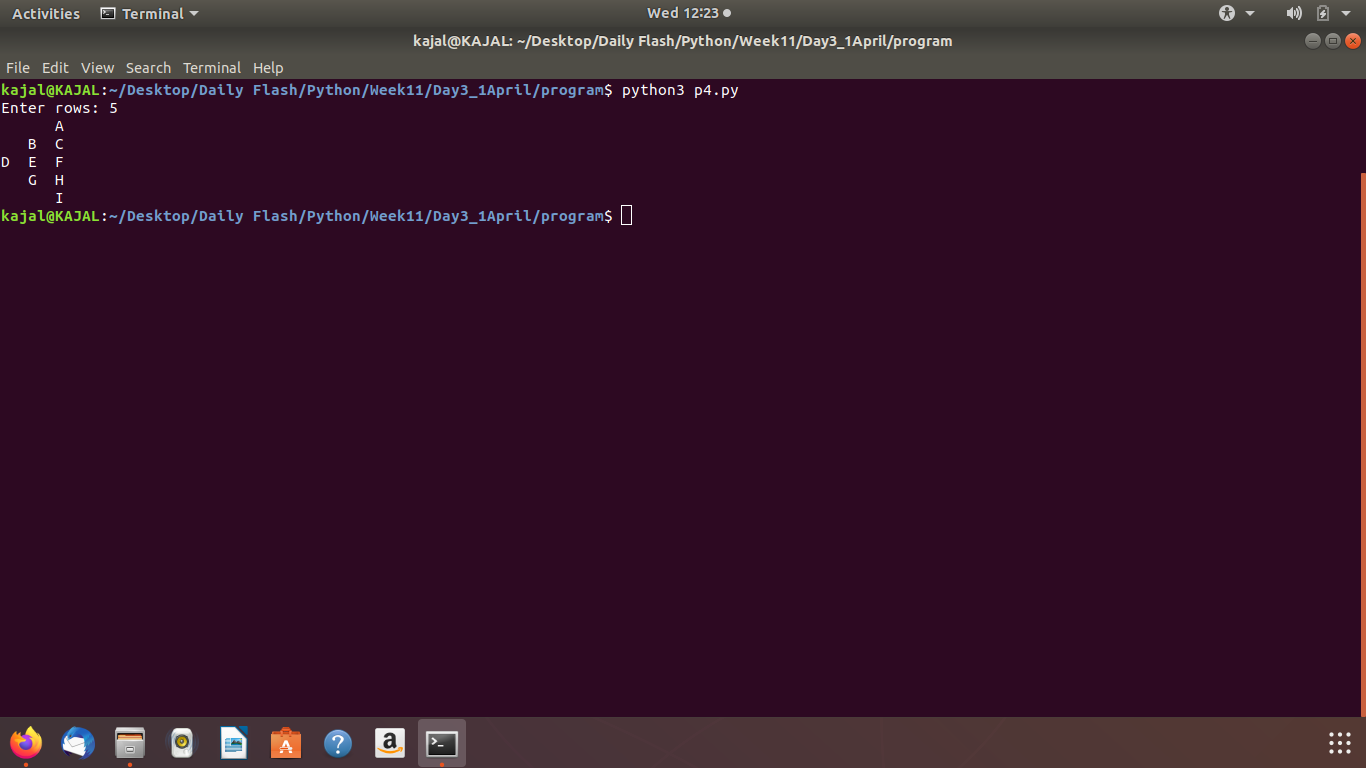 Activities Terminal Wed 12:23
kajal@KAJAL: ~/Desktop/Daily Flash/Python/Week11/Day3_1April/program
File Edit View Search Terminal Help
kajal@KAJAL:~/Desktop/Daily Flash/Python/Week11/Day3_1April/program$ python3 p4.py
Enter rows: 5
      A
   B  C
D  E  F
   G  H
      I
kajal@KAJAL:~/Desktop/Daily Flash/Python/Week11/Day3_1April/program$